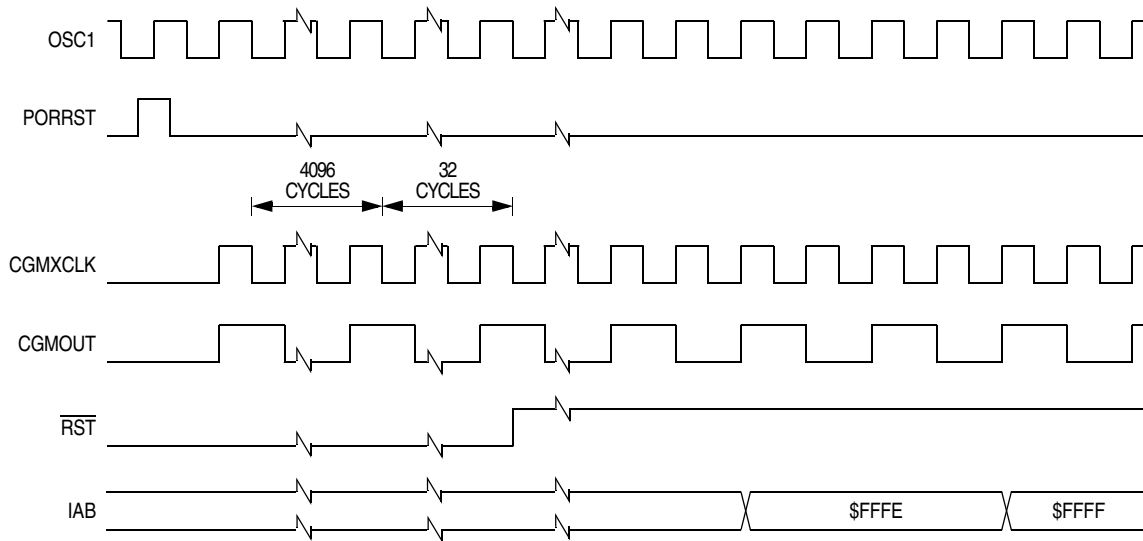 OSC1
PORRST
4096
CYCLES
32
CYCLES
CGMXCLK
CGMOUT
RST
IAB
$FFFE
$FFFF